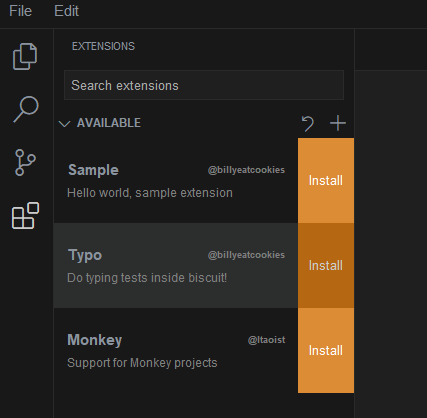 File Edit
EXTENSIONS
Search extensions
AVAILABLE
Sample @billyeatcookies
Hello world, sample extension
Install
Typo @billyeatcookies
Do typing tests inside biscuit!
Install
Monkey @ltaoist
Support for Monkey projects
Install